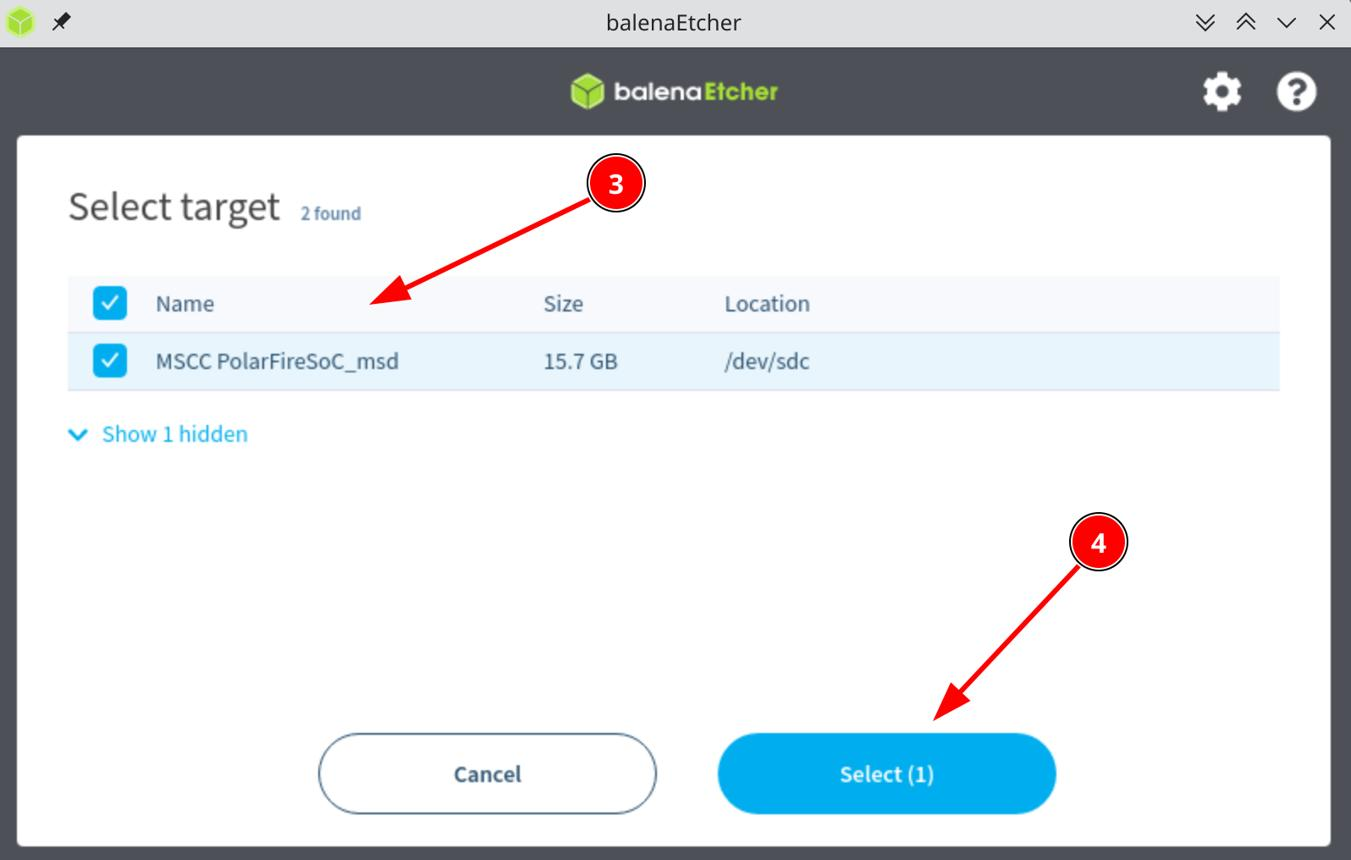 balenaEtcher
balenaEtcher
3
Select target 2 found
Name Size Location
MSCC PolarFireSoC_msd 15.7 GB /dev/sdc
Show 1 hidden
4
Cancel Select (1)